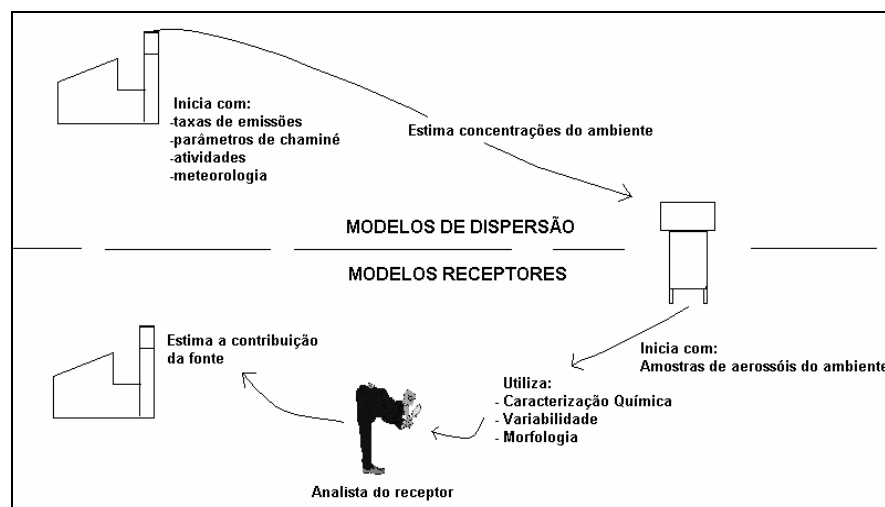 Inicia com:
-taxas de emissões
-parâmetros de chaminé
-atividades
-meteorologia
Estima concentrações do ambiente
MODELOS DE DISPERSÃO
MODELOS RECEPTORES
Estima a contribuição
da fonte
Inicia com:
Amostras de aerossóis do ambiente
Utiliza:
- Caracterização Química
- Variabilidade
- Morfologia
Analista do receptor